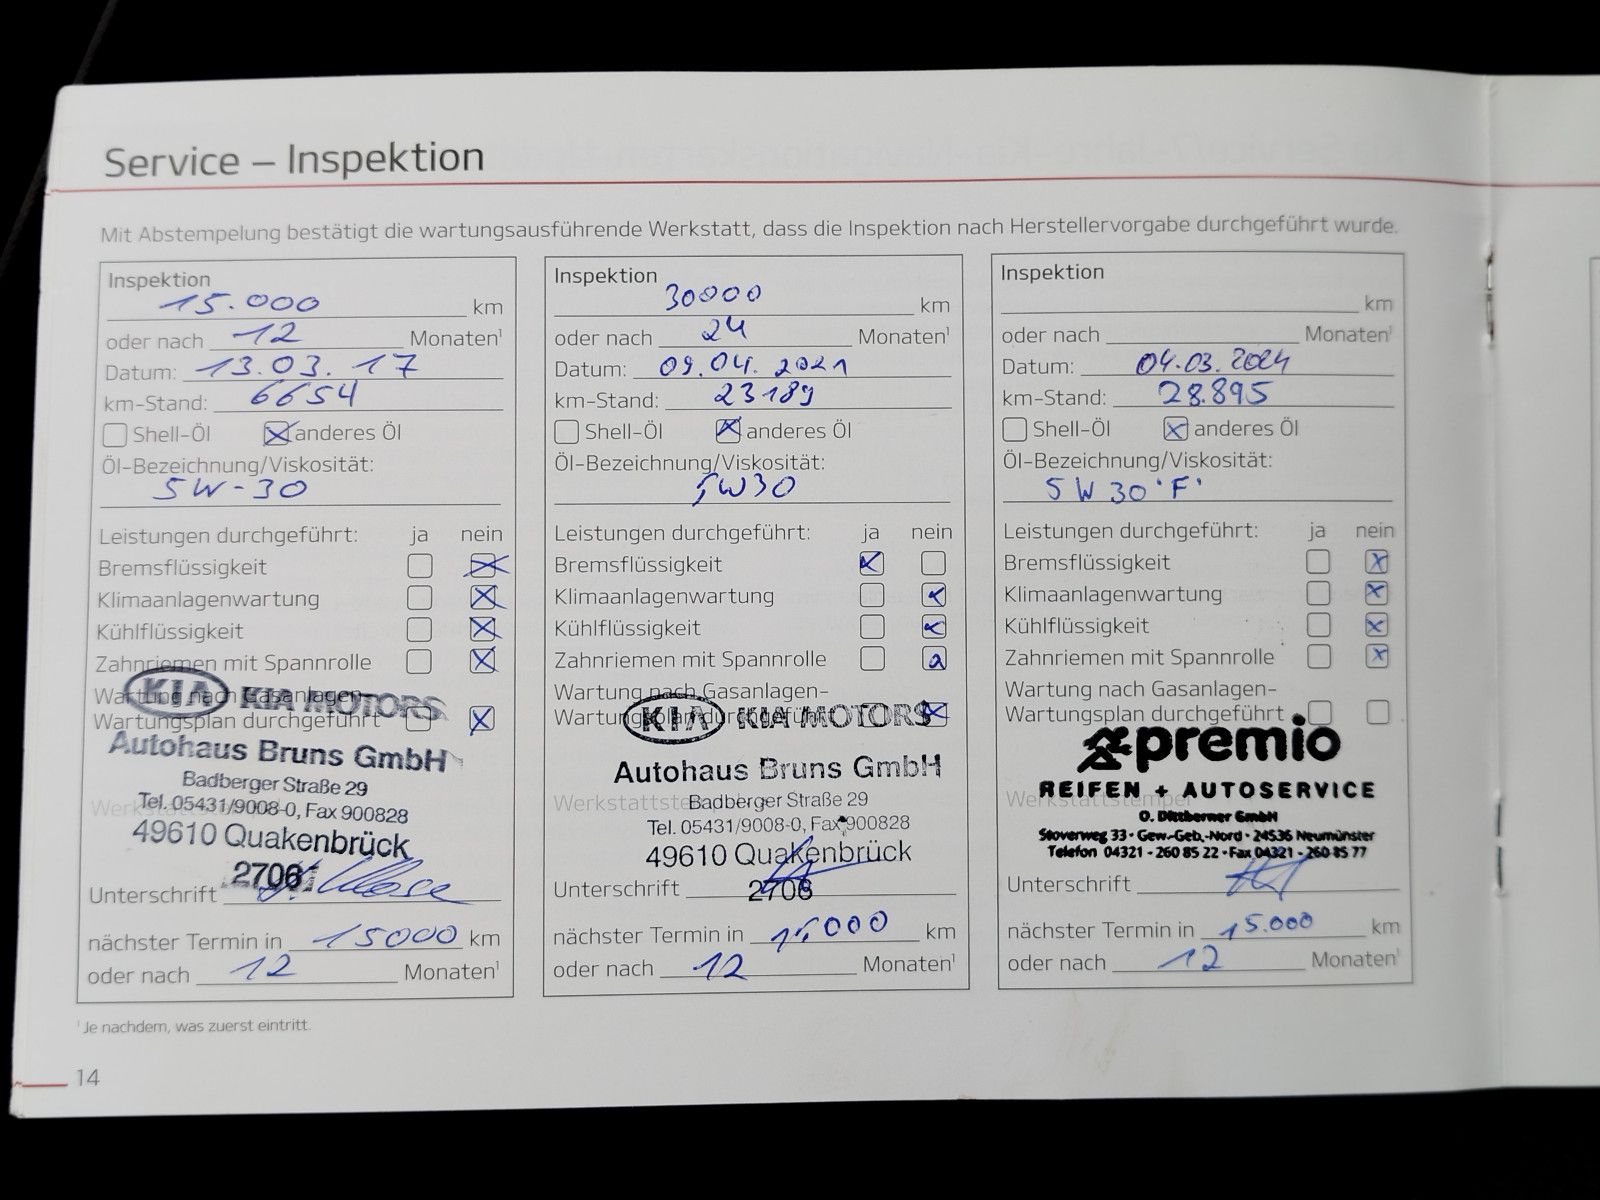 Service – Inspektion
Mit Abstempelung bestätigt die wartungsausführende Werkstatt, dass die Inspektion nach Herstellervorgabe durchgeführt wurde.
Inspektion
15.000 km
oder nach 12 Monaten¹
Datum: 13.03.17
km-Stand: 6654
Shell-Öl anderes Öl
Öl-Bezeichnung/Viskosität:
5W-30
Leistungen durchgeführt: ja nein
Bremsflüssigkeit
Klimaanlagenwartung
Kühlflüssigkeit
Zahnriemen mit Spannrolle
Wartung nach Gasanlagen-
Wartungsplan durchgeführt
KIA KIA MOTORS
Autohaus Bruns GmbH
Badberger Straße 29
Tel. 05431/9008-0, Fax 900828
49610 Quakenbrück
2706
Unterschrift
nächster Termin in 15000 km
oder nach 12 Monaten¹
Inspektion
30000 km
oder nach 24 Monaten¹
Datum: 09.04.2021
km-Stand: 23189
Shell-Öl anderes Öl
Öl-Bezeichnung/Viskosität:
5W30
Leistungen durchgeführt: ja nein
Bremsflüssigkeit
Klimaanlagenwartung
Kühlflüssigkeit
Zahnriemen mit Spannrolle
Wartung nach Gasanlagen-
Wartungsplan durchgeführt
KIA KIA MOTORS
Autohaus Bruns GmbH
Badberger Straße 29
Tel. 05431/9008-0, Fax 900828
49610 Quakenbrück
2706
Unterschrift
nächster Termin in 15.000 km
oder nach 12 Monaten¹
Inspektion
km
oder nach Monaten¹
Datum: 04.03.2024
km-Stand: 28.895
Shell-Öl anderes Öl
Öl-Bezeichnung/Viskosität:
5W30 'F'
Leistungen durchgeführt: ja nein
Bremsflüssigkeit
Klimaanlagenwartung
Kühlflüssigkeit
Zahnriemen mit Spannrolle
Wartung nach Gasanlagen-
Wartungsplan durchgeführt
premio
REIFEN + AUTOSERVICE
Werkstattstempel
O. Dittberner GmbH
Stoverweg 33 · Gew.-Geb.-Nord · 24536 Neumünster
Telefon 04321 - 260 85 22 · Fax 04321 - 260 85 77
Unterschrift
nächster Termin in 15.000 km
oder nach 12 Monaten¹
¹ Je nachdem, was zuerst eintritt.
14